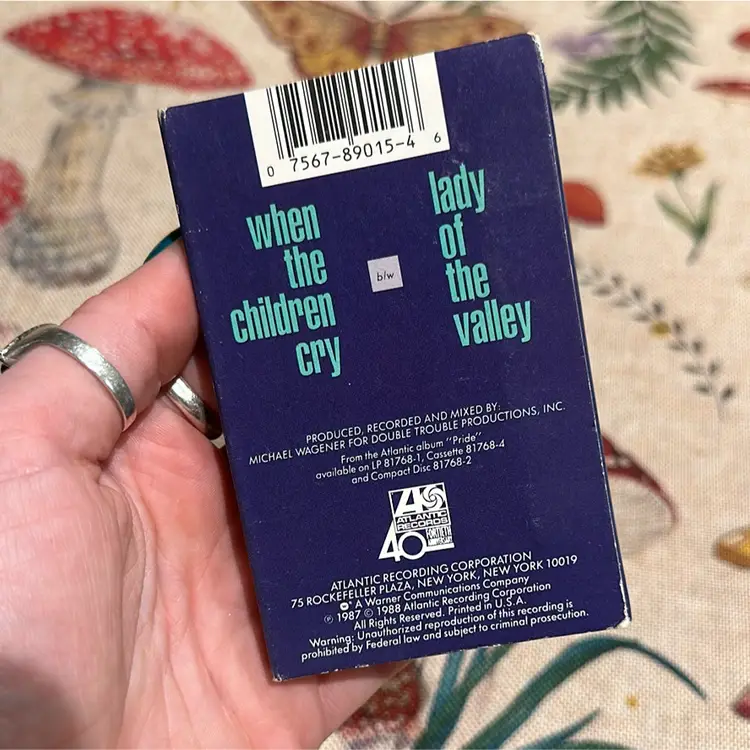 0 7567-89015-4 6
when
the
children
cry
b/w
lady
of
the
valley
PRODUCED, RECORDED AND MIXED BY:
MICHAEL WAGENER FOR DOUBLE TROUBLE PRODUCTIONS, INC.
From the Atlantic album "Pride"
available on LP 81768-1, Cassette 81768-4
and Compact Disc 81768-2
ATLANTIC
RECORDS
40
FORTIETH
ANNIVERSARY
ATLANTIC RECORDING CORPORATION
75 ROCKEFELLER PLAZA, NEW YORK, NEW YORK 10019
A Warner Communications Company
℗ 1987 © 1988 Atlantic Recording Corporation
All Rights Reserved. Printed in U.S.A.
Warning: Unauthorized reproduction of this recording is
prohibited by Federal law and subject to criminal prosecution.